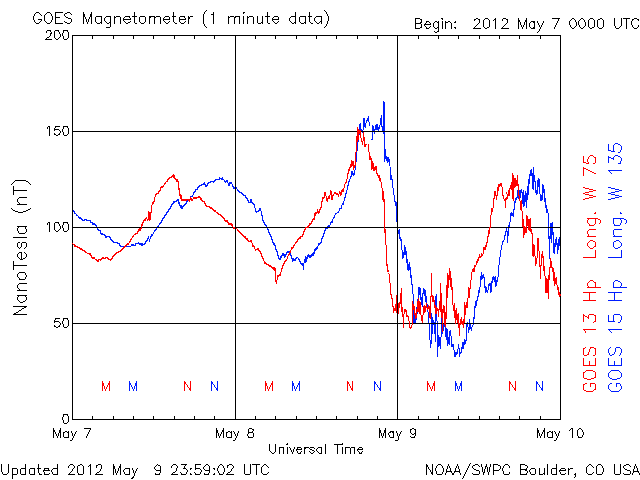 GOES Magnetometer (1 minute data)
Begin: 2012 May 7 0000 UTC
200
150
100
50
0
NanoTesla (nT)
M M N N M M N N M M N N
May 7 May 8 May 9 May 10
Universal Time
GOES 13 Hp Long. W 75
GOES 15 Hp Long. W 135
Updated 2012 May 9 23:59:02 UTC
NOAA/SWPC Boulder, CO USA